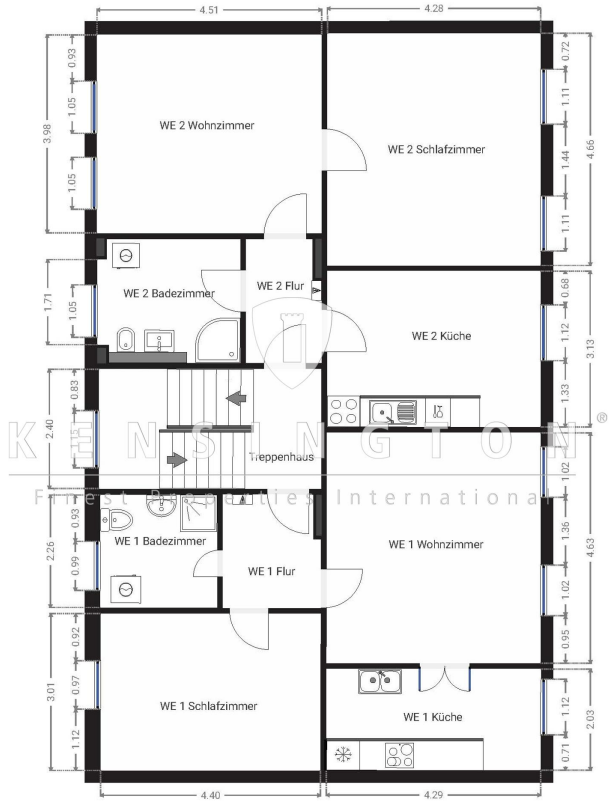 4.51
4.28
0.93
1.05
3.98
1.05
WE 2 Wohnzimmer
WE 2 Schlafzimmer
0.72
1.11
1.44
4.66
1.11
1.71
1.05
WE 2 Badezimmer
WE 2 Flur
WE 2 Küche
0.68
1.12
3.13
1.33
0.83
2.40
Treppenhaus
KENSINGTON®
Finest Properties International
0.93
2.26
0.99
WE 1 Badezimmer
WE 1 Flur
WE 1 Wohnzimmer
1.02
1.36
4.63
1.02
0.95
0.92
3.01
0.97
1.12
WE 1 Schlafzimmer
WE 1 Küche
1.12
2.03
0.71
4.40
4.29